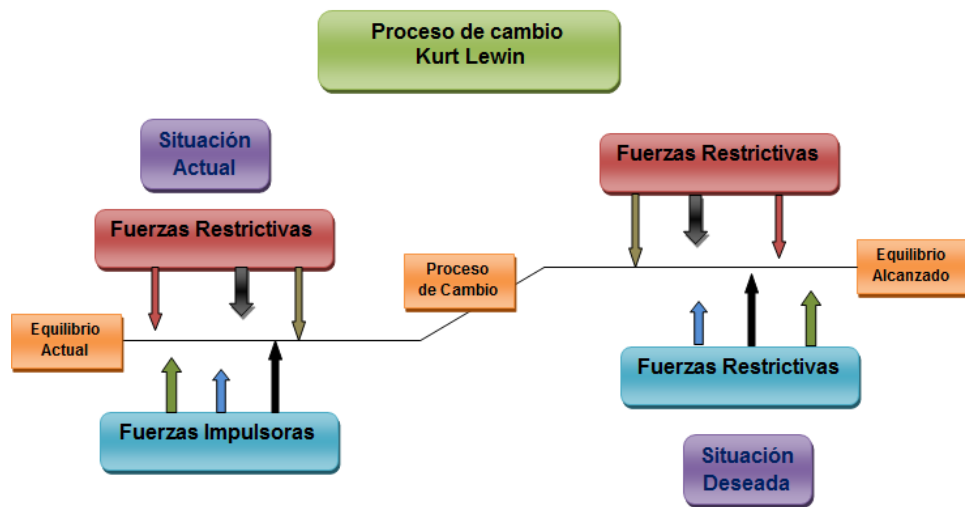 Proceso de cambio
Kurt Lewin
Situación
Actual
Fuerzas Restrictivas
Fuerzas Restrictivas
Proceso
de Cambio
Equilibrio
Alcanzado
Equilibrio
Actual
Fuerzas Restrictivas
Fuerzas Impulsoras
Situación
Deseada